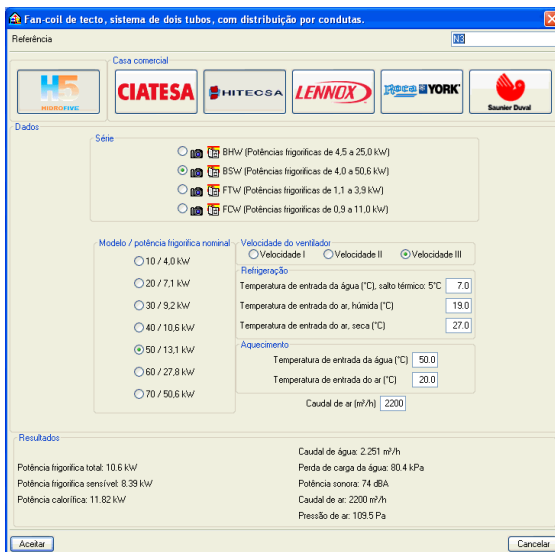 Fan-coil de tecto, sistema de dois tubos, com distribuição por condutas.
Referência
N3
Casa comercial
H5
HIDROFIVE
CIATESA
HITECSA
LENNOX
Roca YORK
Saunier Duval
Dados
Série
BHW (Potências frigorificas de 4,5 a 25,0 kW)
BSW (Potências frigorificas de 4,0 a 50,6 kW)
FTW (Potências frigorificas de 1,1 a 3,9 kW)
FCW (Potências frigorificas de 0,9 a 11,0 kW)
Modelo / potência frigorifica nominal
10 / 4,0 kW
20 / 7,1 kW
30 / 9,2 kW
40 / 10,6 kW
50 / 13,1 kW
60 / 27,8 kW
70 / 50,6 kW
Velocidade do ventilador
Velocidade I Velocidade II Velocidade III
Refrigeração
Temperatura de entrada da água (°C), salto térmico: 5°C 7.0
Temperatura de entrada do ar, húmida (°C) 19.0
Temperatura de entrada do ar, seca (°C) 27.0
Aquecimento
Temperatura de entrada da água (°C) 50.0
Temperatura de entrada do ar (°C) 20.0
Caudal de ar (m³/h) 2200
Resultados
Potência frigorifica total: 10.6 kW
Potência frigorifica sensível: 8.39 kW
Potência calorífica: 11.82 kW
Caudal de água: 2.251 m³/h
Perda de carga da água: 80.4 kPa
Potência sonora: 74 dBA
Caudal de ar: 2200 m³/h
Pressão de ar: 109.5 Pa
Aceitar
Cancelar